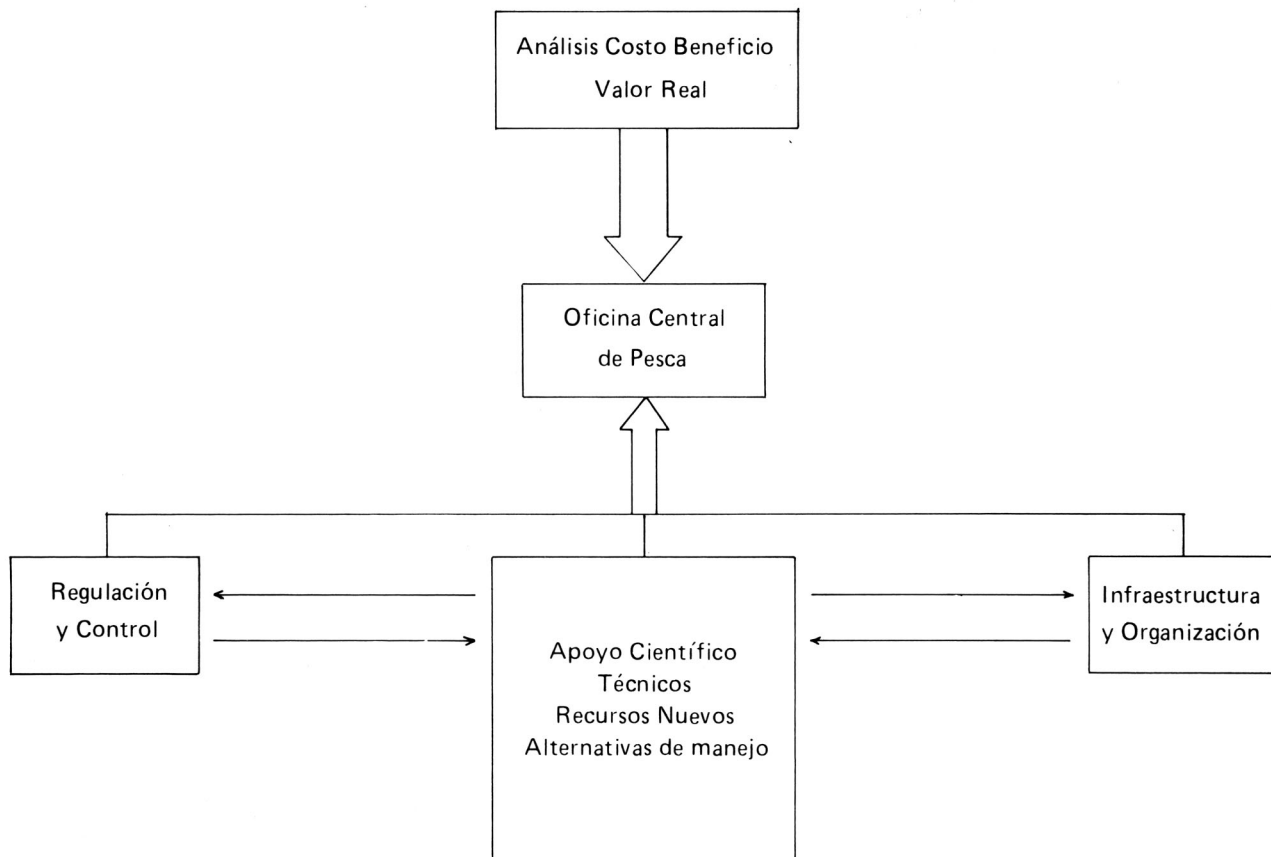 Análisis Costo Beneficio
Valor Real
Oficina Central
de Pesca
Regulación
y Control
Apoyo Científico
Técnicos
Recursos Nuevos
Alternativas de manejo
Infraestructura
y Organización